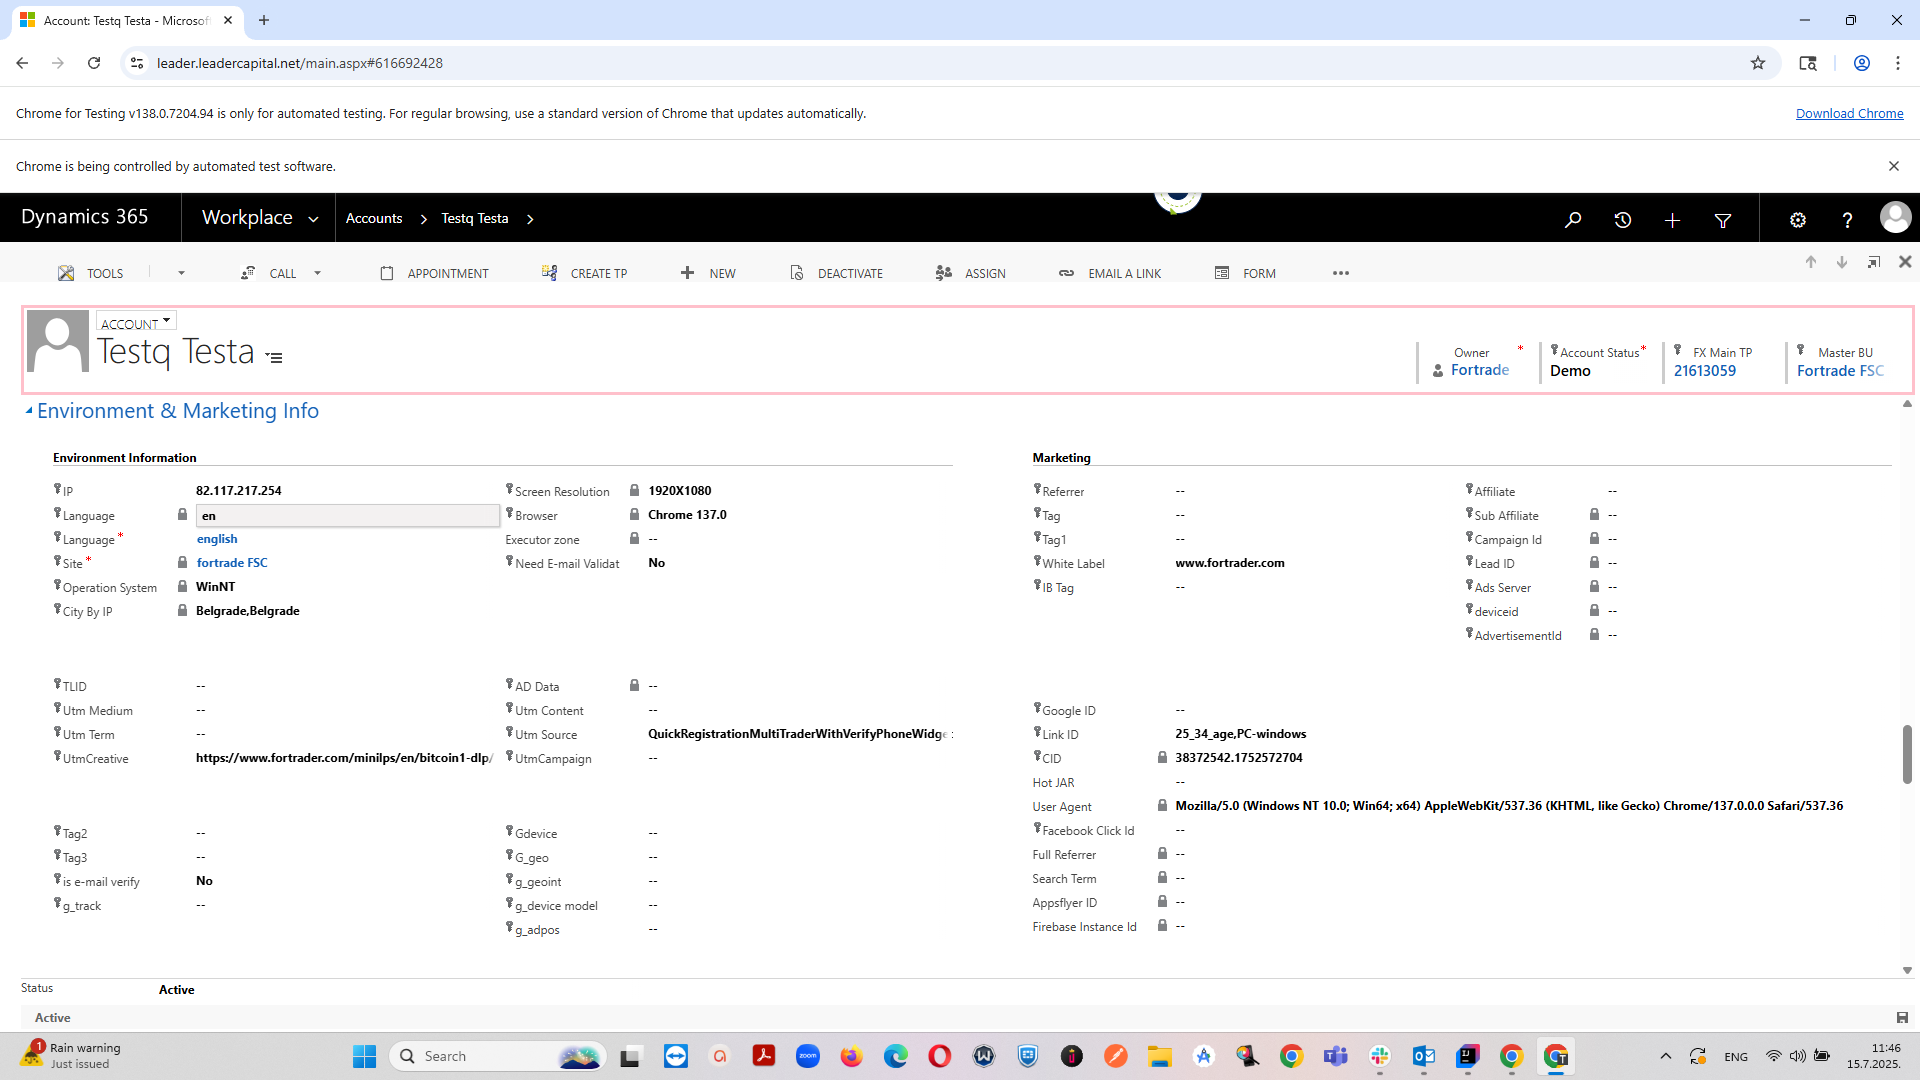 Account: Testq Testa - Microsof
leader.leadercapital.net/main.aspx#616692428
Chrome for Testing v138.0.7204.94 is only for automated testing. For regular browsing, use a standard version of Chrome that updates automatically.
Download Chrome
Chrome is being controlled by automated test software.
Dynamics 365
Workplace
Accounts
Testq Testa
?
TOOLS
CALL
APPOINTMENT
CREATE TP
NEW
DEACTIVATE
ASSIGN
EMAIL A LINK
FORM
•••
ACCOUNT
Testq Testa
Owner *
Fortrade
Account Status *
Demo
FX Main TP
21613059
Master BU
Fortrade FSC
Environment & Marketing Info
Environment Information
IP 82.117.217.254
Language en
Language * english
Site * fortrade FSC
Operation System WinNT
City By IP Belgrade,Belgrade
Screen Resolution 1920X1080
Browser Chrome 137.0
Executor zone --
Need E-mail Validat No
TLID --
Utm Medium --
Utm Term --
UtmCreative https://www.fortrader.com/minilps/en/bitcoin1-dlp/
AD Data --
Utm Content --
Utm Source QuickRegistrationMultiTraderWithVerifyPhoneWidge
UtmCampaign --
Tag2 --
Tag3 --
is e-mail verify No
g_track --
Gdevice --
G_geo --
g_geoint --
g_device model --
g_adpos --
Marketing
Referrer --
Tag --
Tag1 --
White Label www.fortrader.com
IB Tag --
Affiliate --
Sub Affiliate --
Campaign Id --
Lead ID --
Ads Server --
deviceid --
AdvertisementId --
Google ID --
Link ID 25_34_age,PC-windows
CID 38372542.1752572704
Hot JAR --
User Agent Mozilla/5.0 (Windows NT 10.0; Win64; x64) AppleWebKit/537.36 (KHTML, like Gecko) Chrome/137.0.0.0 Safari/537.36
Facebook Click Id --
Full Referrer --
Search Term --
Appsflyer ID --
Firebase Instance Id --
Status Active
Active
1
Rain warning
Just issued
Search
zoom
ENG
11:46
15.7.2025.